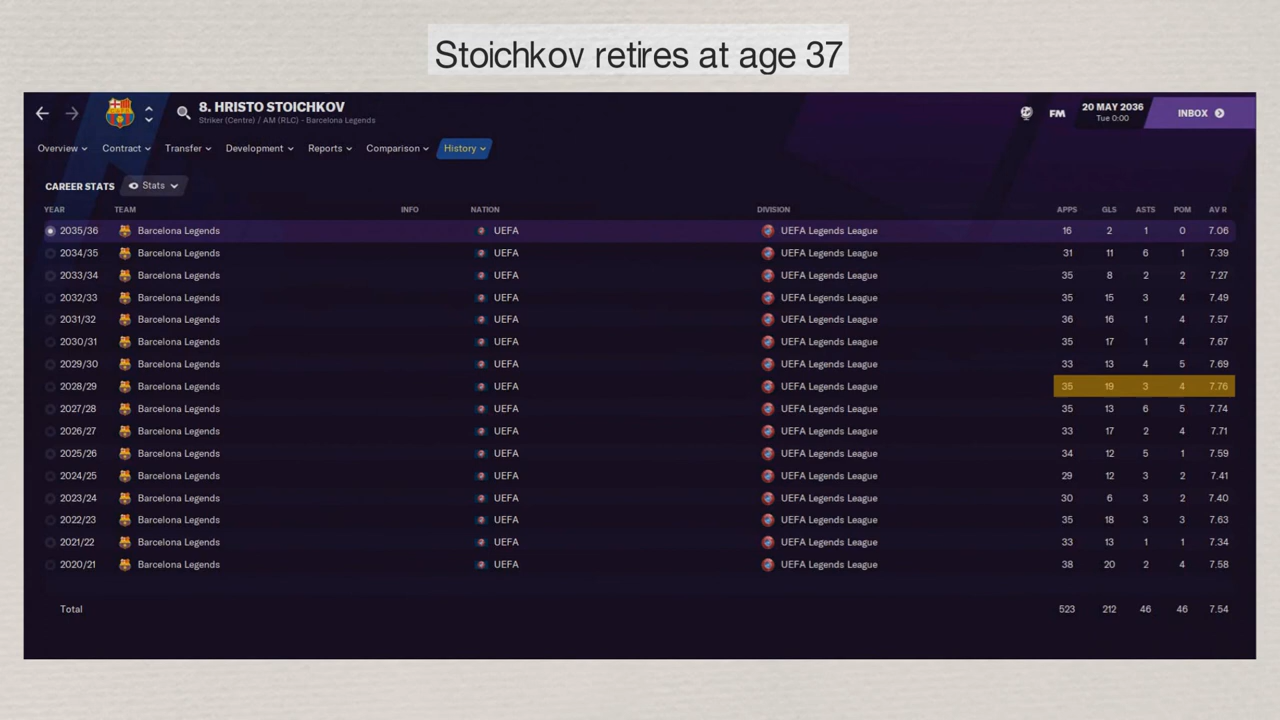 Stoichkov retires at age 37
8. HRISTO STOICHKOV
Striker (Centre) / AM (RLC) - Barcelona Legends
FM
20 MAY 2036
Tue 0:00
INBOX
Overview Contract Transfer Development Reports Comparison History
CAREER STATS Stats
YEAR TEAM INFO NATION DIVISION APPS GLS ASTS POM AV R
2035/36 Barcelona Legends UEFA UEFA Legends League 16 2 1 0 7.06
2034/35 Barcelona Legends UEFA UEFA Legends League 31 11 6 1 7.39
2033/34 Barcelona Legends UEFA UEFA Legends League 35 8 2 2 7.27
2032/33 Barcelona Legends UEFA UEFA Legends League 35 15 3 4 7.49
2031/32 Barcelona Legends UEFA UEFA Legends League 36 16 1 4 7.57
2030/31 Barcelona Legends UEFA UEFA Legends League 35 17 1 4 7.67
2029/30 Barcelona Legends UEFA UEFA Legends League 33 13 4 5 7.69
2028/29 Barcelona Legends UEFA UEFA Legends League 35 19 3 4 7.76
2027/28 Barcelona Legends UEFA UEFA Legends League 35 13 6 5 7.74
2026/27 Barcelona Legends UEFA UEFA Legends League 33 17 2 4 7.71
2025/26 Barcelona Legends UEFA UEFA Legends League 34 12 5 1 7.59
2024/25 Barcelona Legends UEFA UEFA Legends League 29 12 3 2 7.41
2023/24 Barcelona Legends UEFA UEFA Legends League 30 6 3 2 7.40
2022/23 Barcelona Legends UEFA UEFA Legends League 35 18 3 3 7.63
2021/22 Barcelona Legends UEFA UEFA Legends League 33 13 1 1 7.34
2020/21 Barcelona Legends UEFA UEFA Legends League 38 20 2 4 7.58
Total 523 212 46 46 7.54